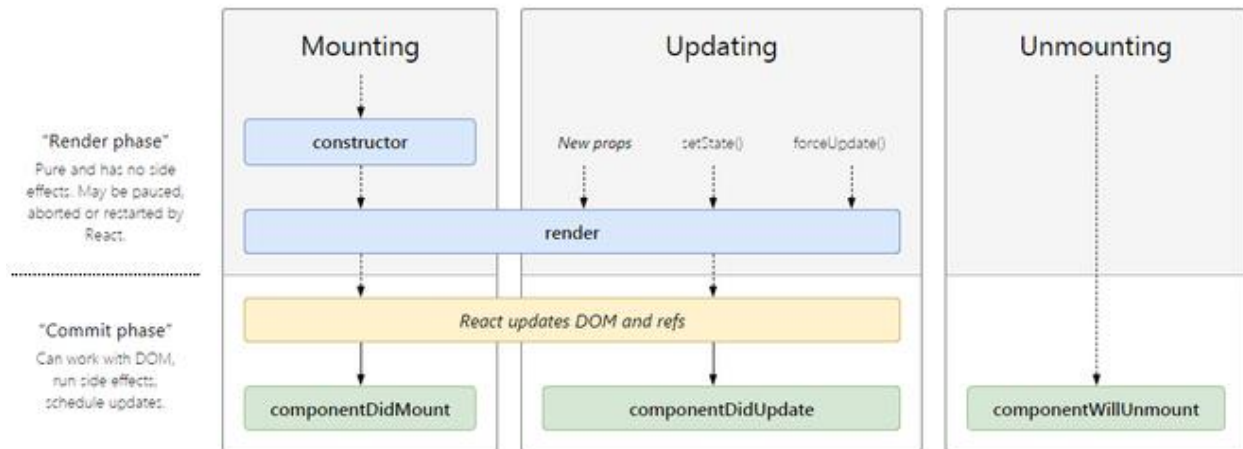 Mounting
Updating
Unmounting
"Render phase"
Pure and has no side
effects. May be paused,
aborted or restarted by
React.
constructor
New props
setState()
forceUpdate()
render
"Commit phase"
Can work with DOM,
run side effects,
schedule updates.
React updates DOM and refs
componentDidMount
componentDidUpdate
componentWillUnmount